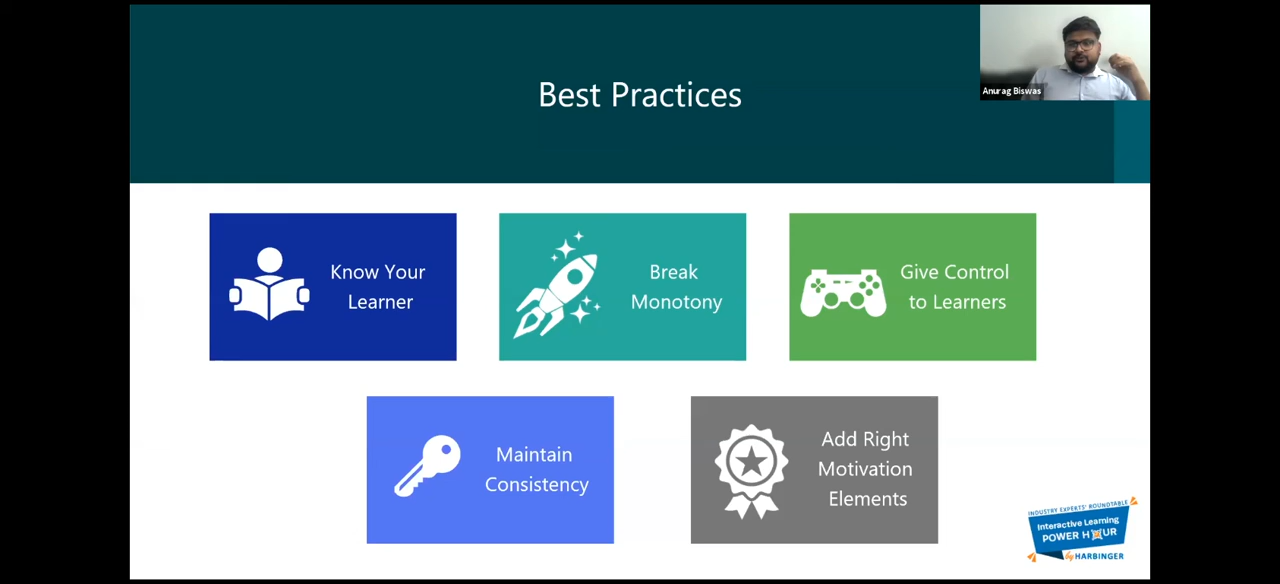 Best Practices
Anurag Biswas
Know Your
Learner
Break
Monotony
Give Control
to Learners
Maintain
Consistency
Add Right
Motivation
Elements
INDUSTRY EXPERTS' ROUNDTABLE
Interactive Learning
POWER HOUR
by HARBINGER